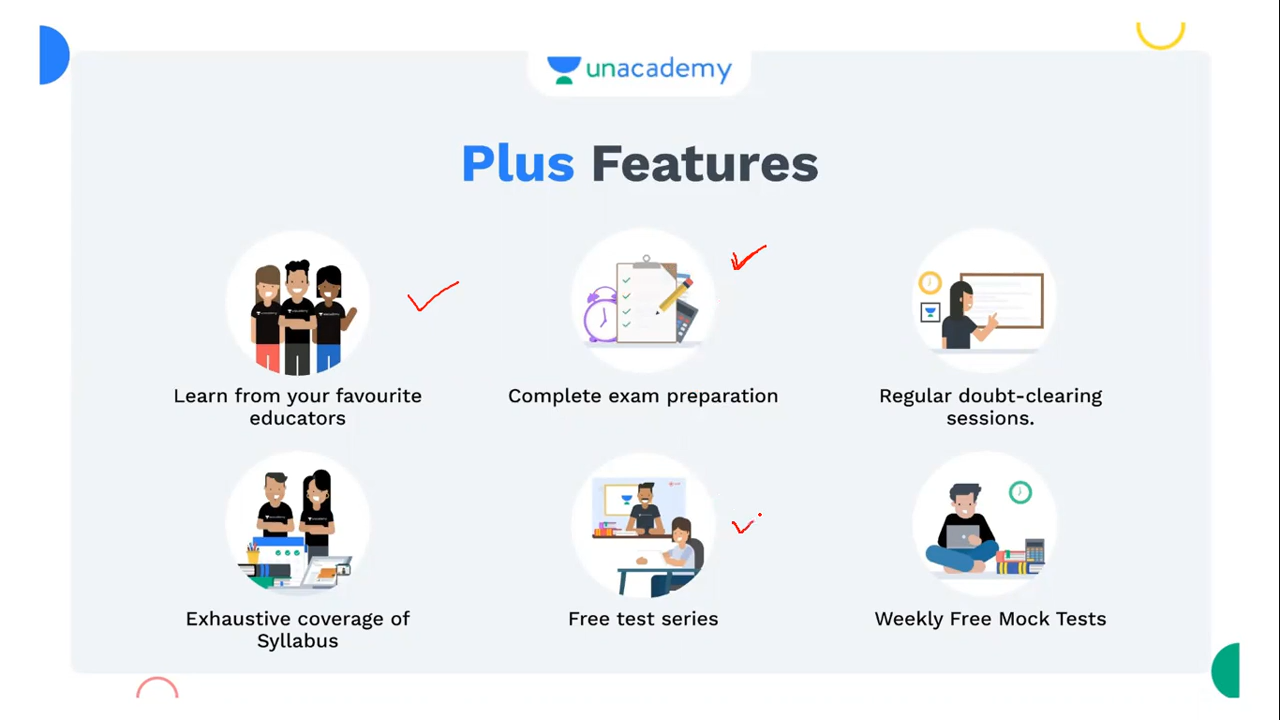 unacademy
Plus Features
Learn from your favourite
educators
Complete exam preparation
Regular doubt-clearing
sessions.
Exhaustive coverage of
Syllabus
Free test series
Weekly Free Mock Tests